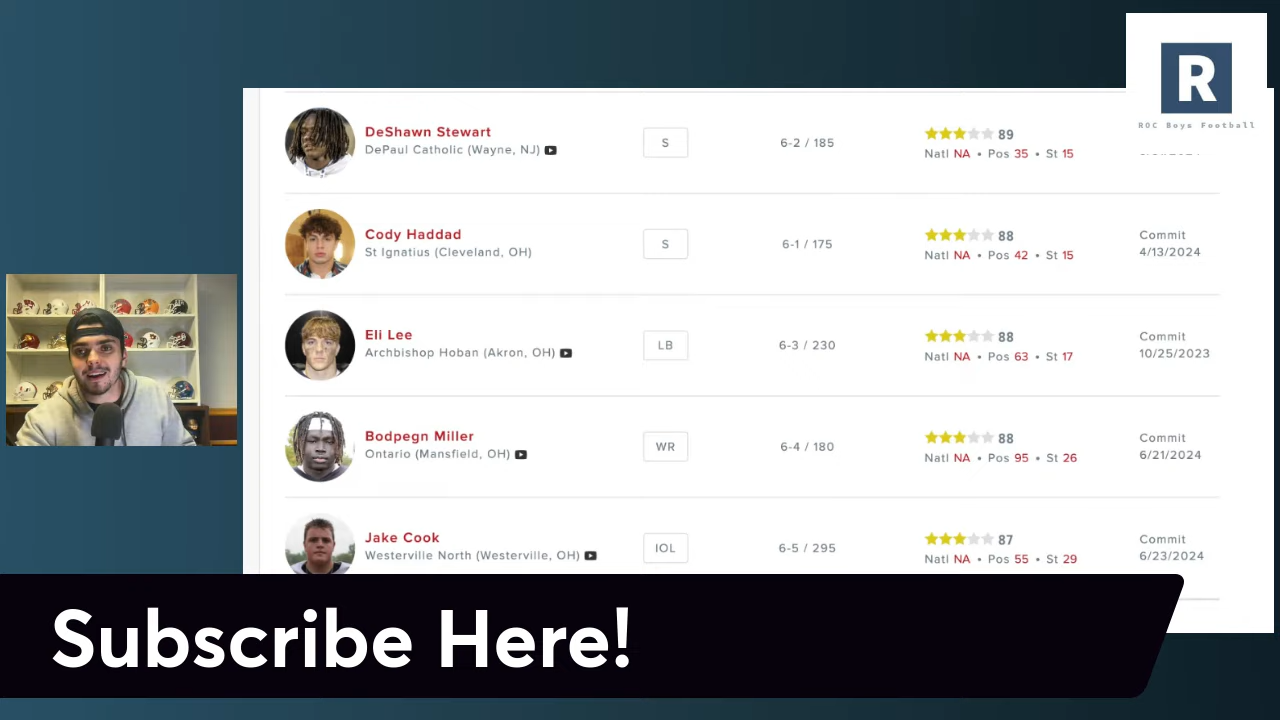 R
ROC Boys Football
DeShawn Stewart
DePaul Catholic (Wayne, NJ)
S
6-2 / 185
89
Natl NA • Pos 35 • St 15
Cody Haddad
St Ignatius (Cleveland, OH)
S
6-1 / 175
88
Natl NA • Pos 42 • St 15
Commit
4/13/2024
Eli Lee
Archbishop Hoban (Akron, OH)
LB
6-3 / 230
88
Natl NA • Pos 63 • St 17
Commit
10/25/2023
Bodpegn Miller
Ontario (Mansfield, OH)
WR
6-4 / 180
88
Natl NA • Pos 95 • St 26
Commit
6/21/2024
Jake Cook
Westerville North (Westerville, OH)
IOL
6-5 / 295
87
Natl NA • Pos 55 • St 29
Commit
6/23/2024
Subscribe Here!